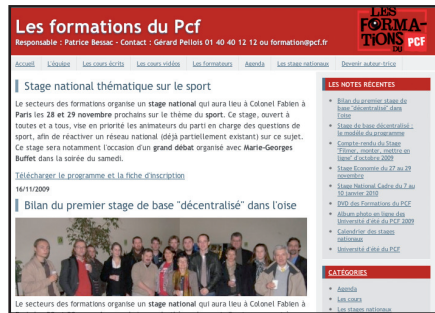 Les formations du Pcf
Responsable : Patrice Bessac - Contact : Gérard Pellois 01 40 40 12 12 ou formation@pcf.fr
LES
FORMA-
TIONS
DU
PCF
Accueil L'équipe Les cours écrits Les cours vidéos Les formateurs Agenda Les stage nationaux Devenir auteur·trice
Stage national thématique sur le sport
Le secteurs des formations organise un stage national qui aura lieu à Colonel Fabien à
Paris les 28 et 29 novembre prochains sur le thème du sport. Ce stage, ouvert à
toutes et a tous, vise en priorité les animateurs du parti en charge des questions de
sport, afin de réactiver un réseau national (déjà partiellement existant) sur ce sujet.
Ce stage sera notamment l'occasion d'un grand débat organisé avec Marie-Georges
Buffet dans la soirée du samedi.
Télécharger le programme et la fiche d'inscription
16/11/2009
Bilan du premier stage de base "décentralisé" dans l'oise
Le secteurs des formations organise un stage national qui aura lieu à Colonel Fabien à
LES NOTES RÉCENTES
Bilan du premier stage de
base "décentralisé" dans
l'oise
Stage de base décentralisé :
le modèle du programme
Compte-rendu du Stage
"Filmer, monter, mettre en
ligne" d'octobre 2009
Stage Economie du 27 au 29
novembre
Stage National Cadre du 7 au
10 janvier 2010
DVD des Formations du PCF
Album photo en ligne des
Université d'été du PCF 2009
Calendrier des stages
nationaux
Université d'été du PCF
CATÉGORIES
Agenda
Les cours
Les stages nationaux